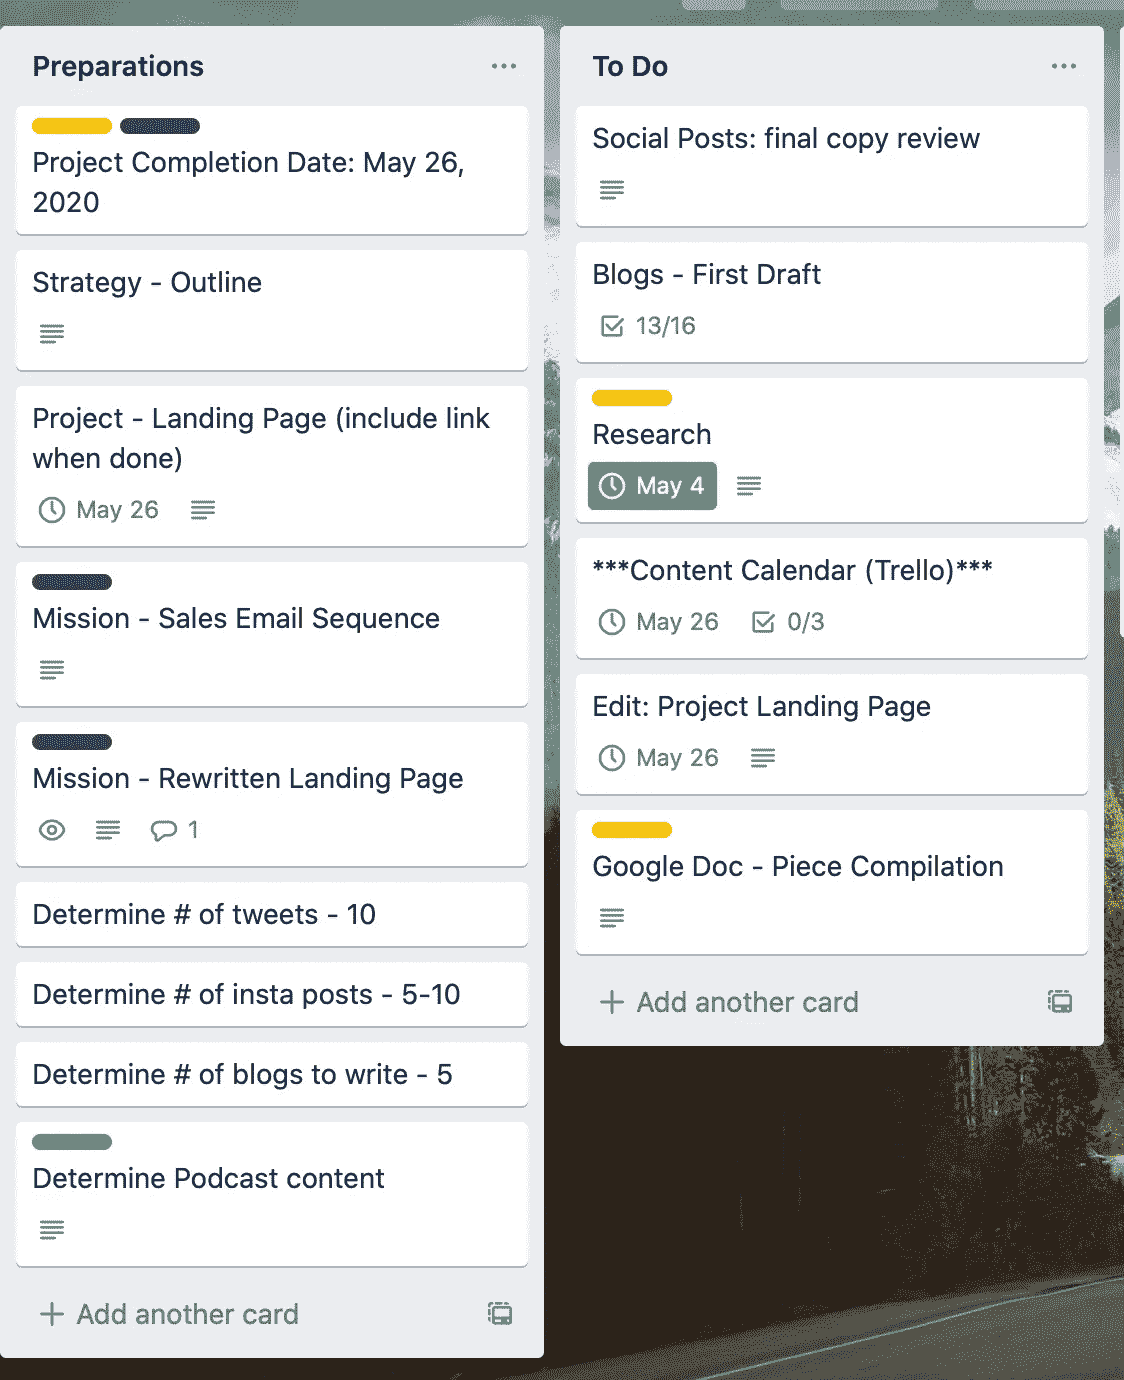 Preparations
Project Completion Date: May 26,
2020
Strategy - Outline
Project - Landing Page (include link
when done)
May 26
Mission - Sales Email Sequence
Mission - Rewritten Landing Page
1
Determine # of tweets - 10
Determine # of insta posts - 5-10
Determine # of blogs to write - 5
Determine Podcast content
+ Add another card
To Do
Social Posts: final copy review
Blogs - First Draft
13/16
Research
May 4
***Content Calendar (Trello)***
May 26 0/3
Edit: Project Landing Page
May 26
Google Doc - Piece Compilation
+ Add another card